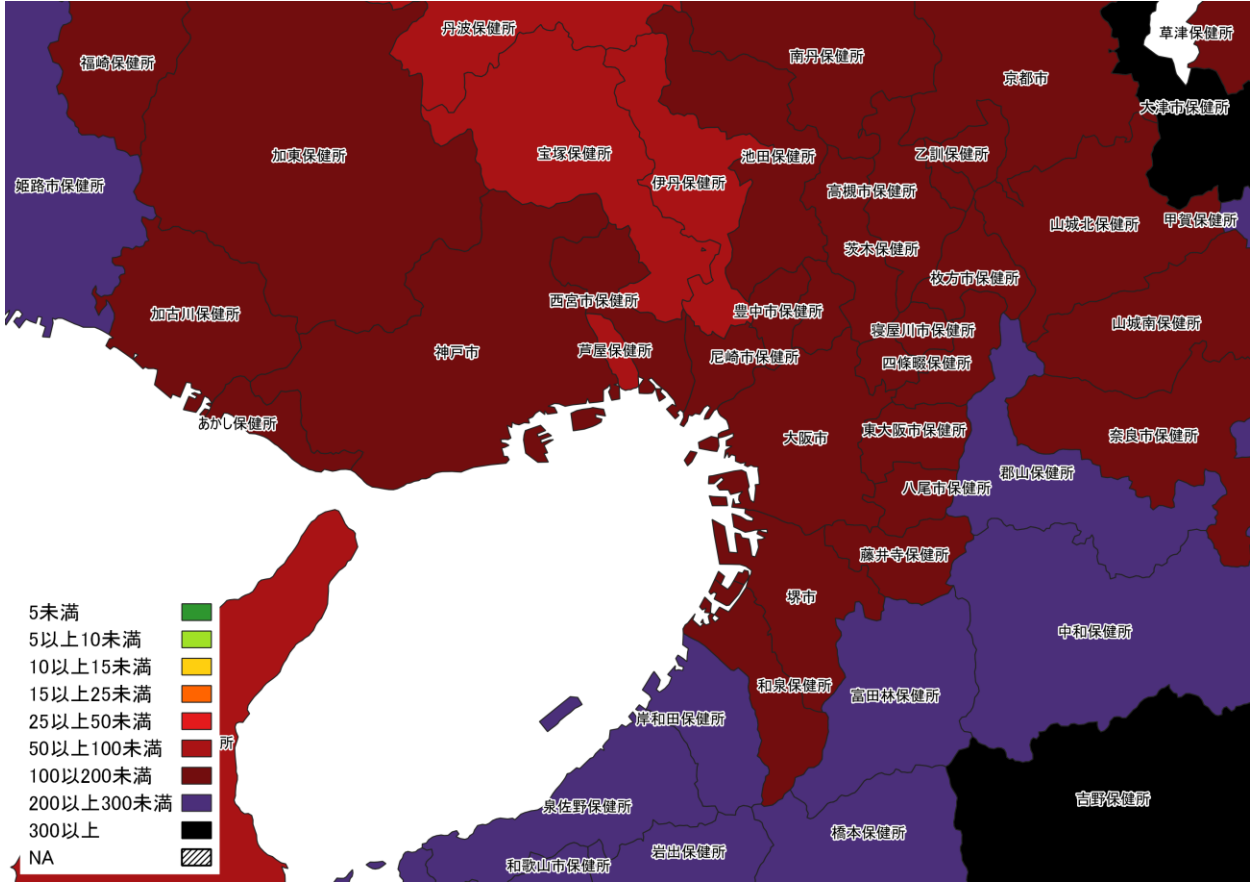 丹波保健所
南丹保健所
草津保健所
福崎保健所
京都市
大津市保健所
加東保健所
宝塚保健所
池田保健所
乙訓保健所
姫路市保健所
伊丹保健所
高槻市保健所
山城北保健所
甲賀保健所
茨木保健所
枚方市保健所
加古川保健所
西宮市保健所
豊中市保健所
寝屋川市保健所
山城南保健所
神戸市
芦屋保健所
尼崎市保健所
四條畷保健所
あかし保健所
大阪市
東大阪市保健所
奈良市保健所
郡山保健所
八尾市保健所
藤井寺保健所
堺市
中和保健所
和泉保健所
富田林保健所
岸和田保健所
泉佐野保健所
吉野保健所
橋本保健所
岩出保健所
和歌山市保健所
5未満
5以上10未満
10以上15未満
15以上25未満
25以上50未満
50以上100未満
所
100以200未満
200以上300未満
300以上
NA